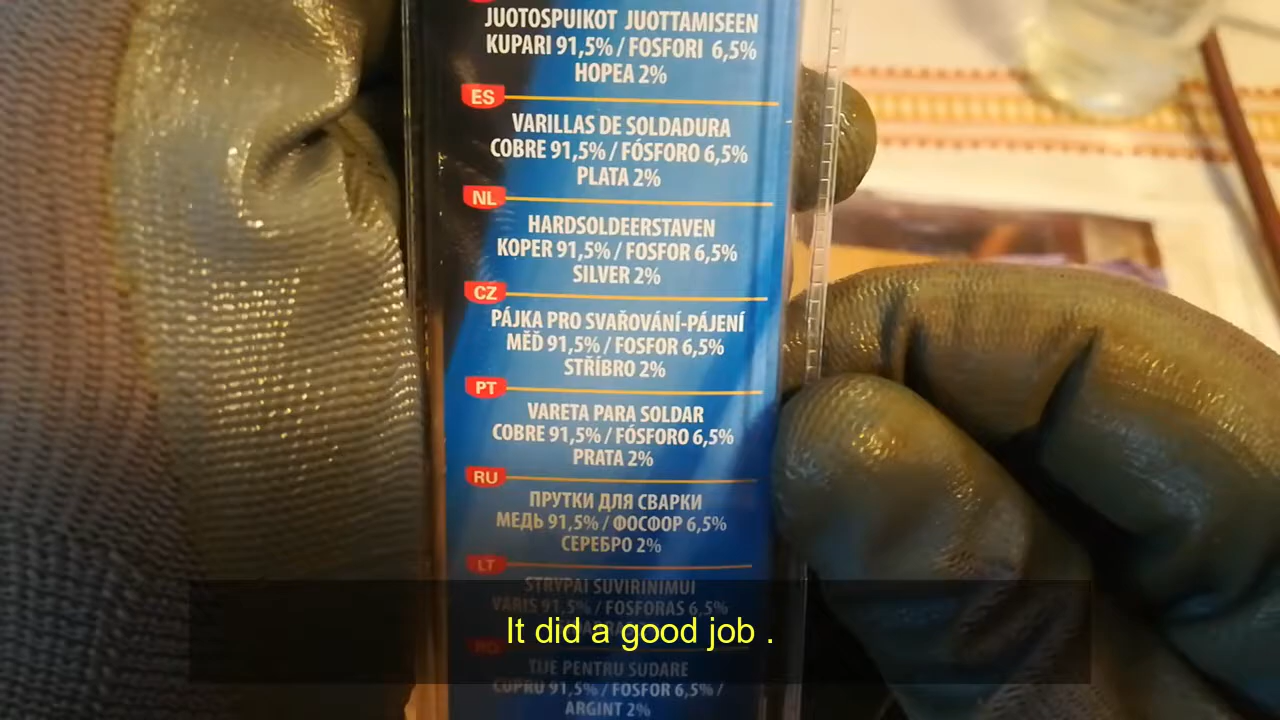 JUOTOSPUIKOT JUOTTAMISEEN
KUPARI 91,5% / FOSFORI 6,5%
HOPEA 2%
ES
VARILLAS DE SOLDADURA
COBRE 91,5% / FÓSFORO 6,5%
PLATA 2%
NL
HARDSOLDEERSTAVEN
KOPER 91,5% / FOSFOR 6,5%
SILVER 2%
CZ
PÁJKA PRO SVAŘOVÁNÍ-PÁJENÍ
MĚĎ 91,5% / FOSFOR 6,5%
STŘÍBRO 2%
PT
VARETA PARA SOLDAR
COBRE 91,5% / FÓSFORO 6,5%
PRATA 2%
RU
ПРУТКИ ДЛЯ СВАРКИ
МЕДЬ 91,5% / ФОСФОР 6,5%
СЕРЕБРО 2%
LT
STRYPAI SUVIRINIMUI
VARIS 91,5% / FOSFORAS 6,5%
It did a good job .
RO
TIJE PENTRU SUDARE
CUPRU 91,5% / FOSFOR 6,5% /
ARGINT 2%